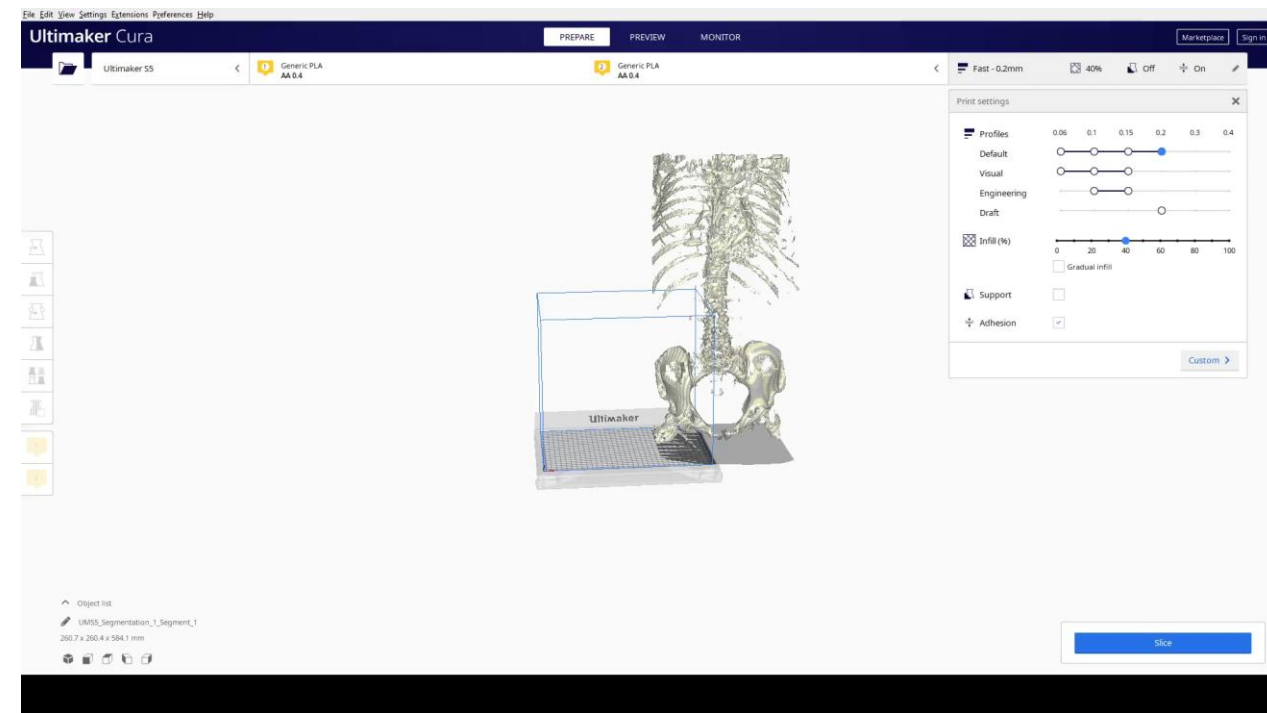 File Edit View Settings Extensions Preferences Help
Ultimaker Cura
PREPARE PREVIEW MONITOR
Marketplace Sign in
Ultimaker S5
1 Generic PLA
AA 0.4
2 Generic PLA
AA 0.4
Fast - 0.2mm 40% Off On
Print settings
Profiles 0.06 0.1 0.15 0.2 0.3 0.4
Default
Visual
Engineering
Draft
Infill (%)
0 20 40 60 80 100
Gradual infill
Support
Adhesion
Custom
Ultimaker
Object list
UMS5_Segmentation_1_Segment_1
260.7 x 260.4 x 584.1 mm
Slice